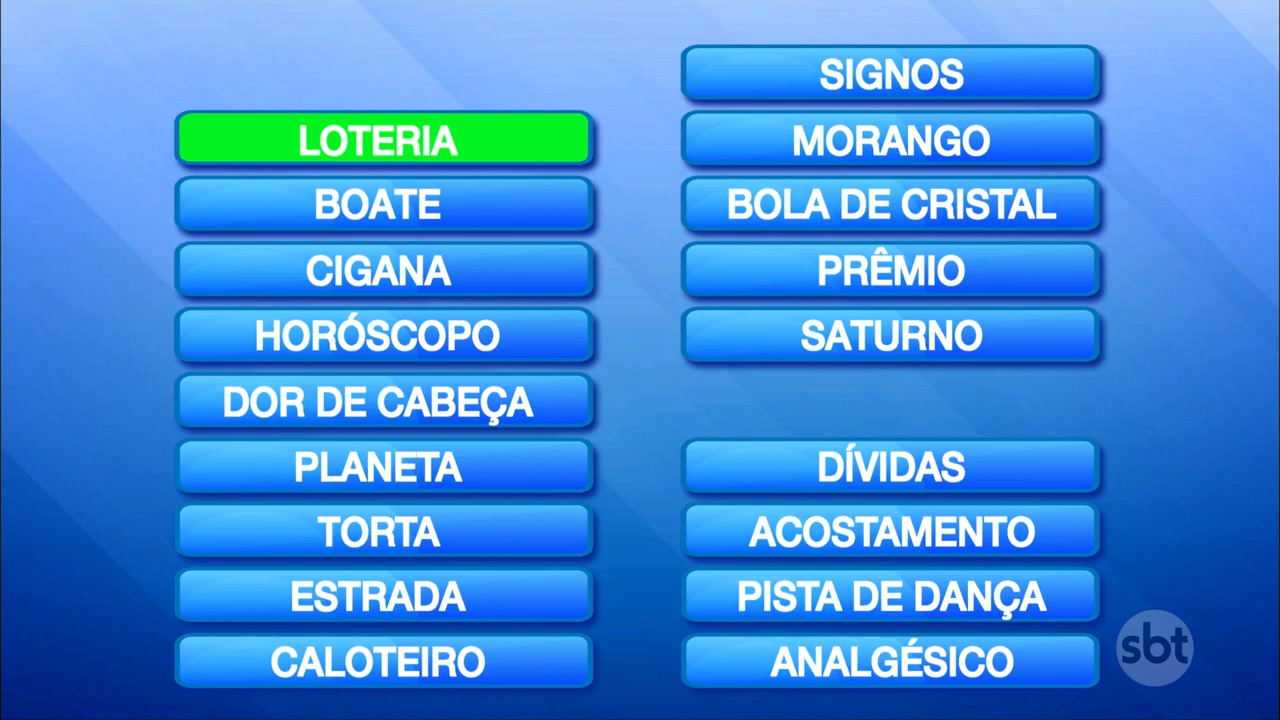 LOTERIA
BOATE
CIGANA
HORÓSCOPO
DOR DE CABEÇA
PLANETA
TORTA
ESTRADA
CALOTEIRO
SIGNOS
MORANGO
BOLA DE CRISTAL
PRÊMIO
SATURNO
DÍVIDAS
ACOSTAMENTO
PISTA DE DANÇA
ANALGÉSICO
sbt